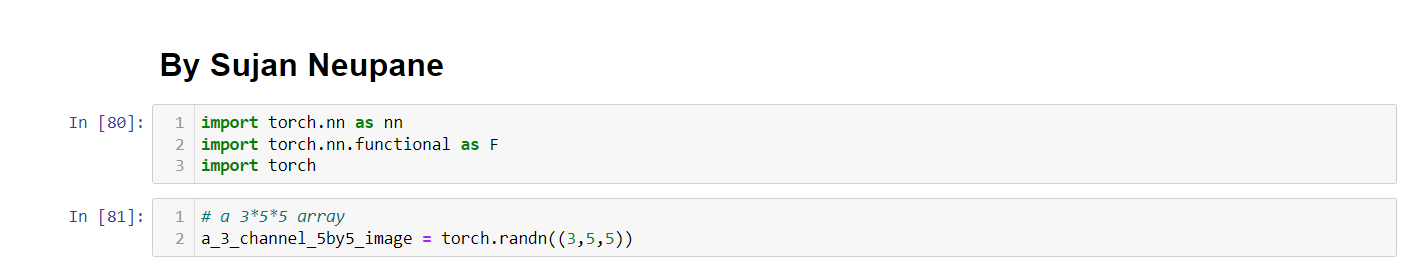 By Sujan Neupane
In [80]:
1 import torch.nn as nn
2 import torch.nn.functional as F
3 import torch
In [81]:
1 # a 3*5*5 array
2 a_3_channel_5by5_image = torch.randn((3,5,5))